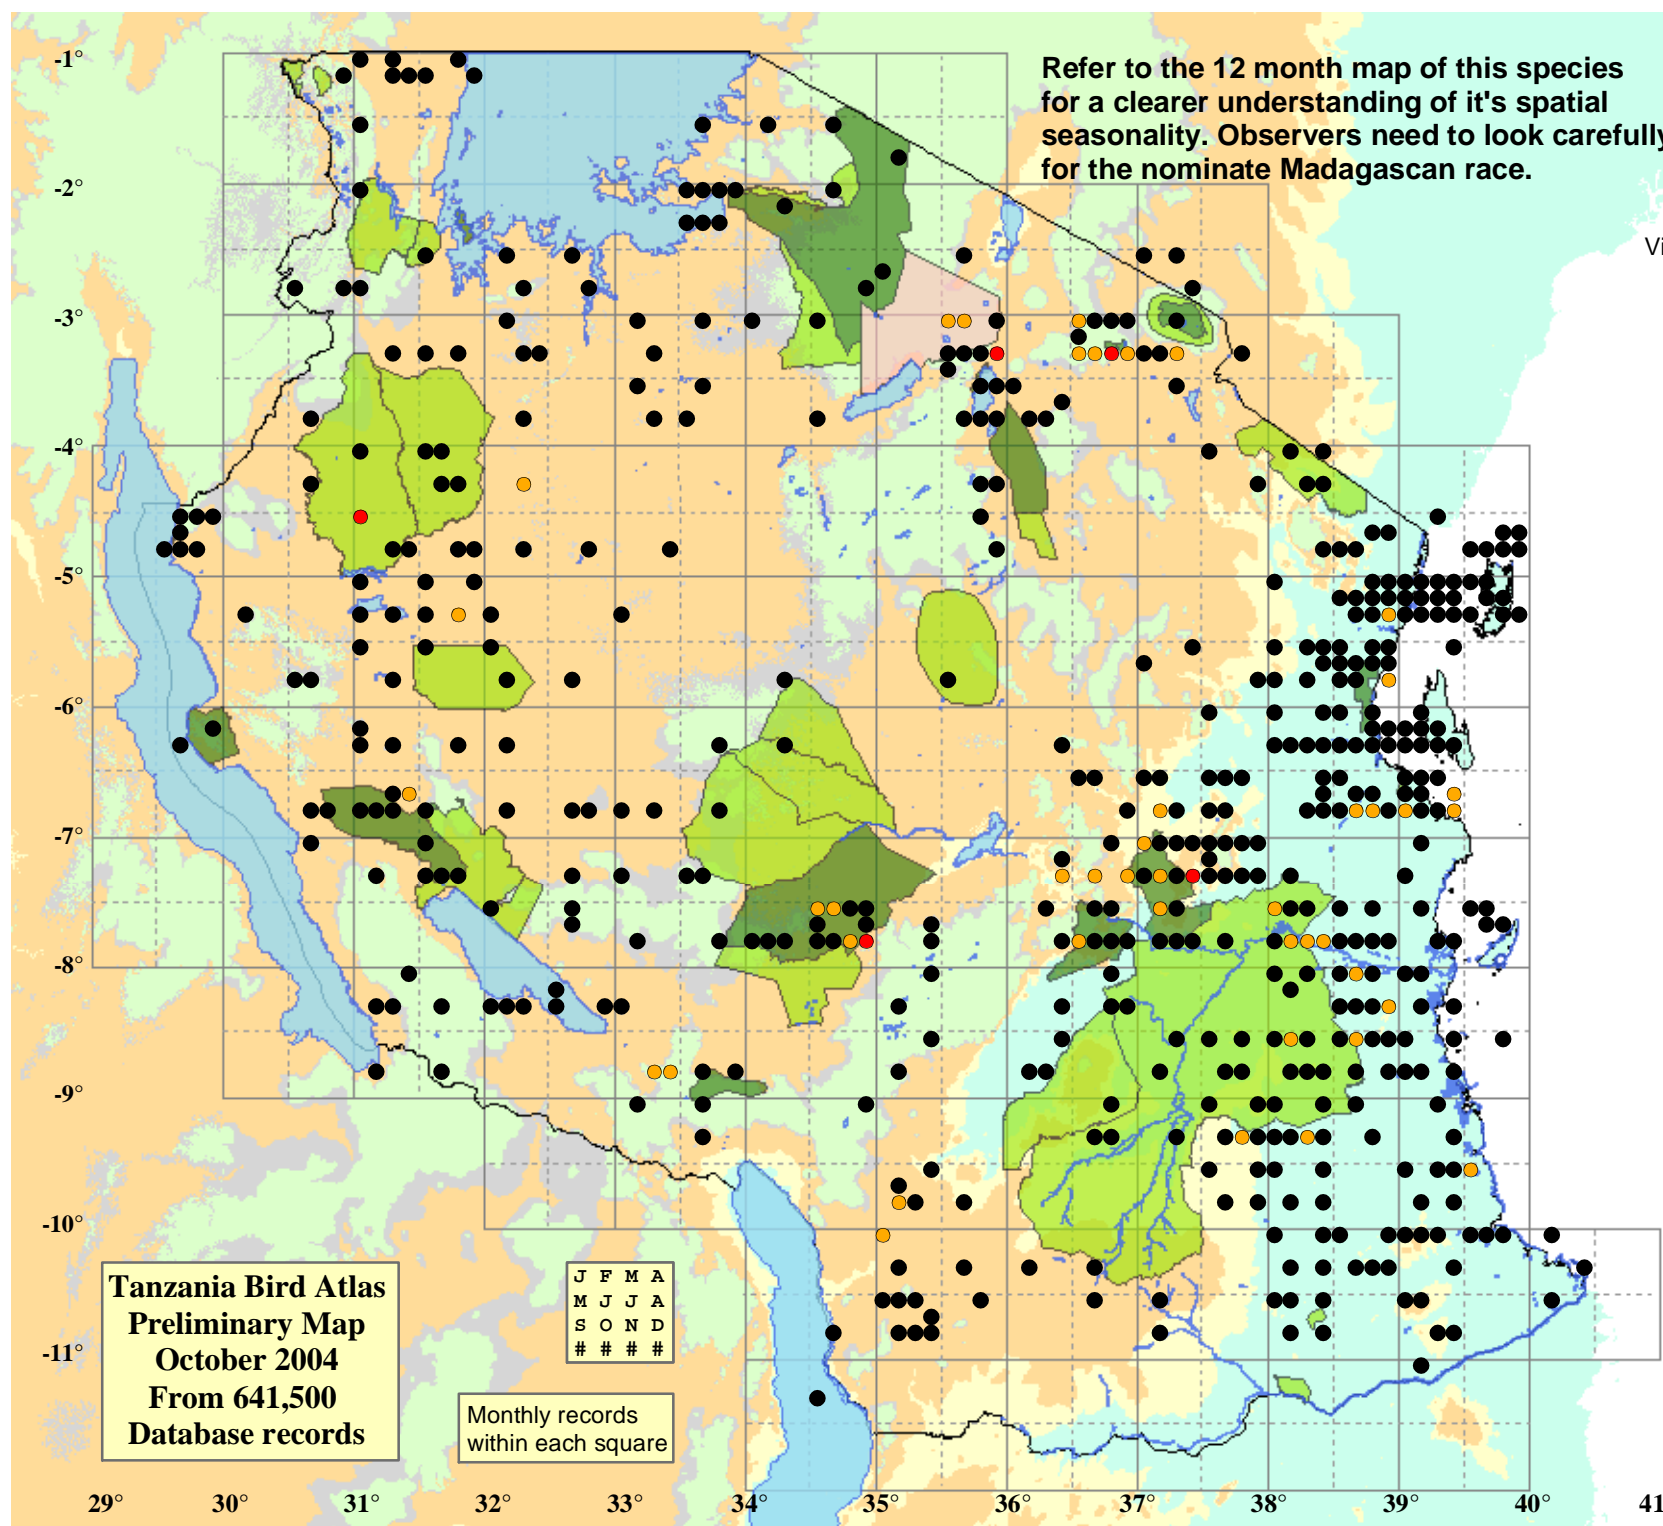 -1°
Refer to the 12 month map of this species
for a clearer understanding of it's spatial
seasonality. Observers need to look carefully
for the nominate Madagascan race.
-2°
Vi
-3°
-4°
-5°
-6°
-7°
-8°
-9°
-10°
-11°
Tanzania Bird Atlas
Preliminary Map
October 2004
From 641,500
Database records
J F M A
M J J A
S O N D
# # # #
Monthly records
within each square
29° 30° 31° 32° 33° 34° 35° 36° 37° 38° 39° 40° 41